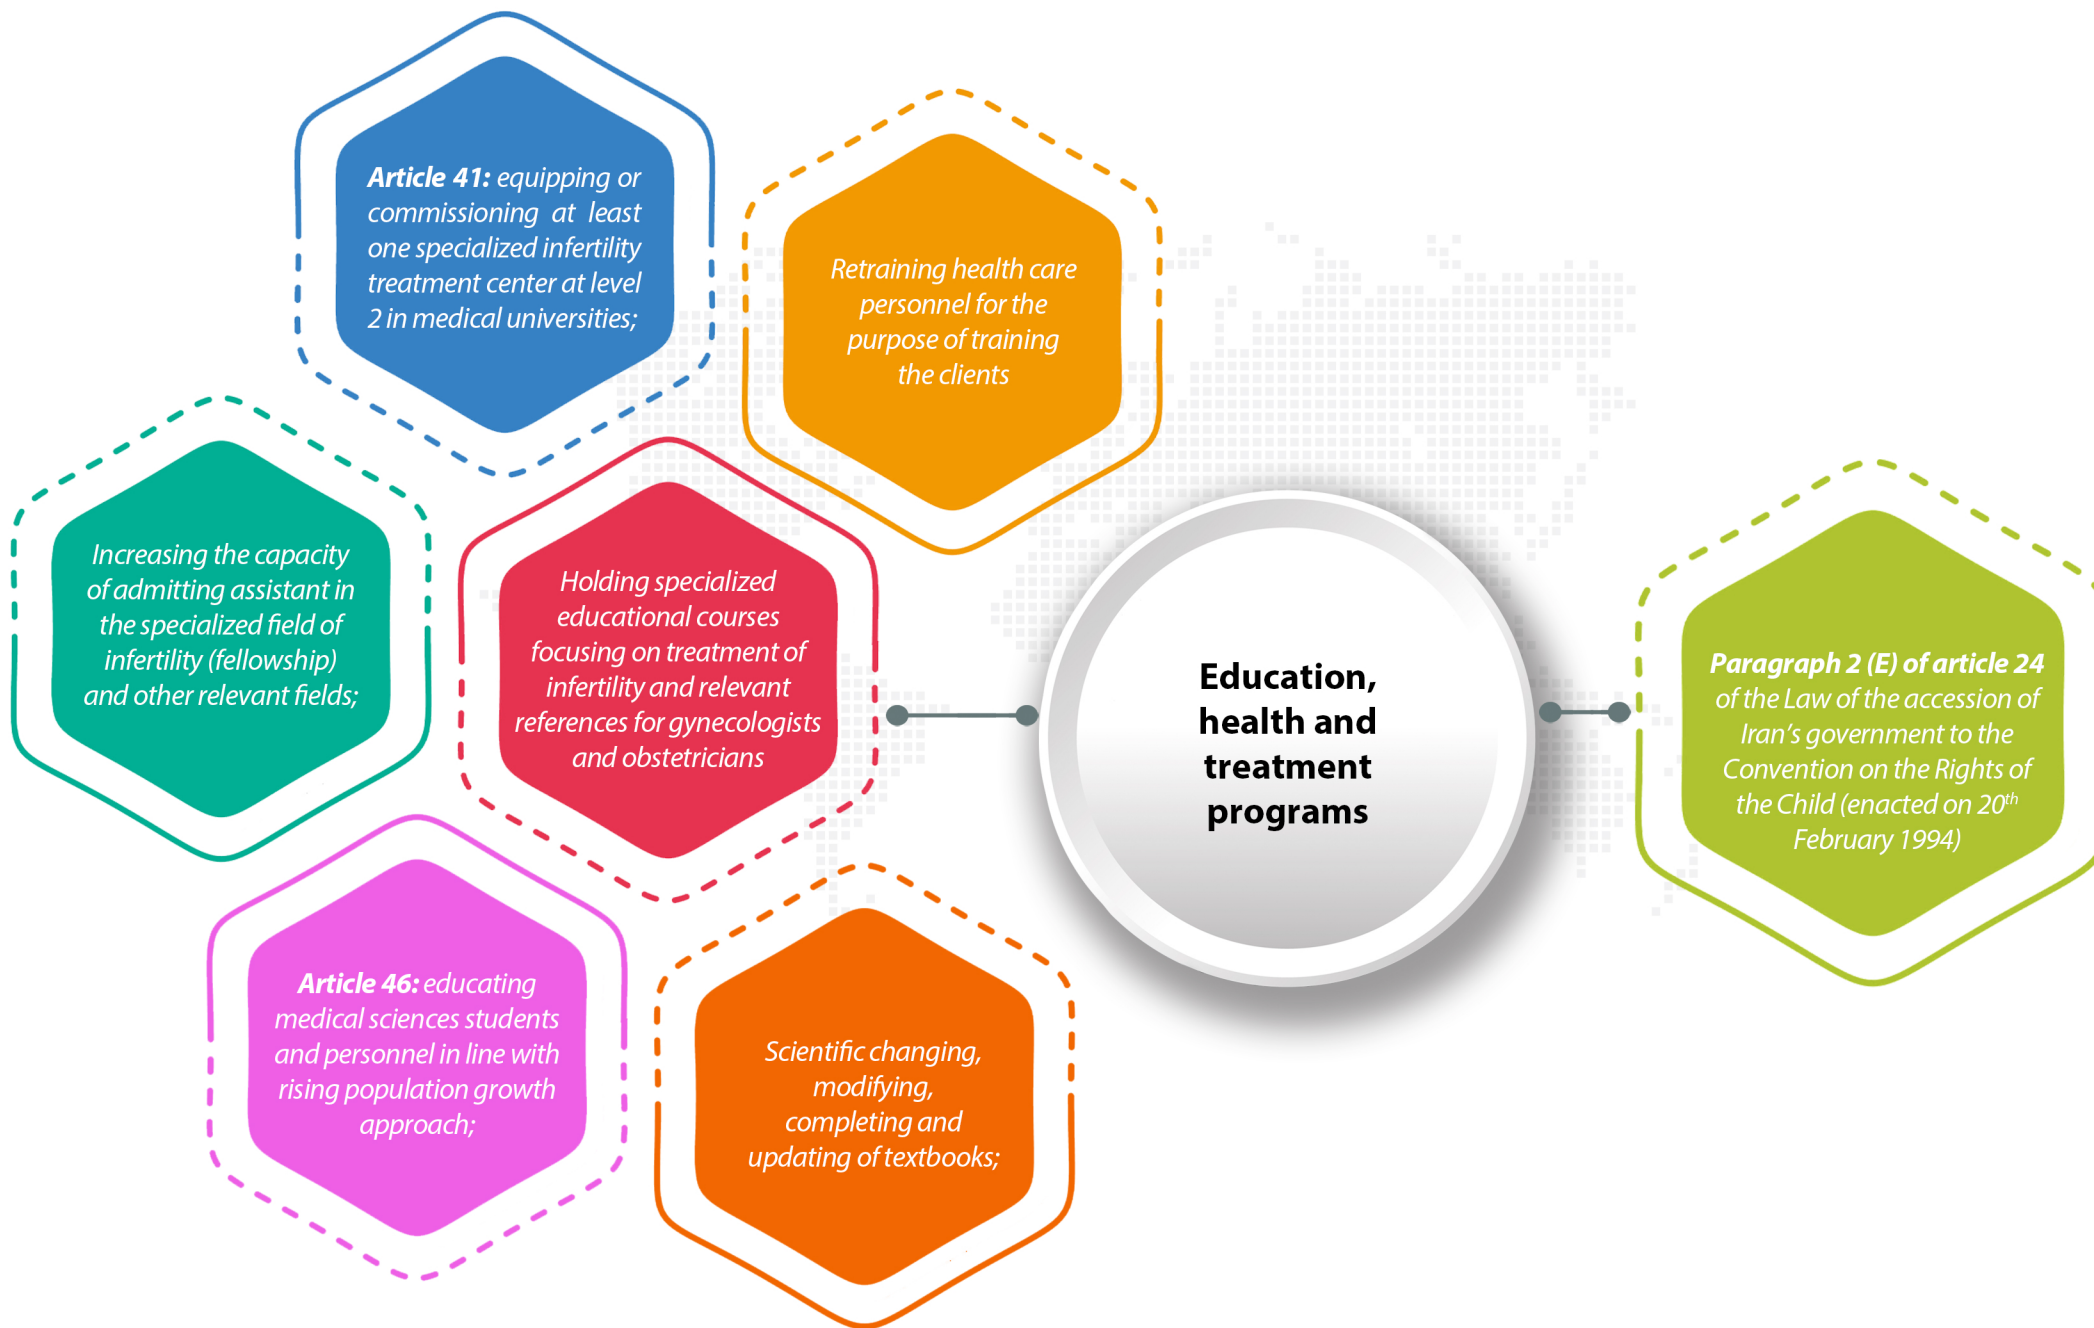 Article 41: equipping or
commissioning at least
one specialized infertility
treatment center at level
2 in medical universities;
Retraining health care
personnel for the
purpose of training
the clients
Increasing the capacity
of admitting assistant in
the specialized field of
infertility (fellowship)
and other relevant fields;
Holding specialized
educational courses
focusing on treatment of
infertility and relevant
references for gynecologists
and obstetricians
Article 46: educating
medical sciences students
and personnel in line with
rising population growth
approach;
Scientific changing,
modifying,
completing and
updating of textbooks;
Education,
health and
treatment
programs
Paragraph 2 (E) of article 24
of the Law of the accession of
Iran’s government to the
Convention on the Rights of
the Child (enacted on 20th
February 1994)